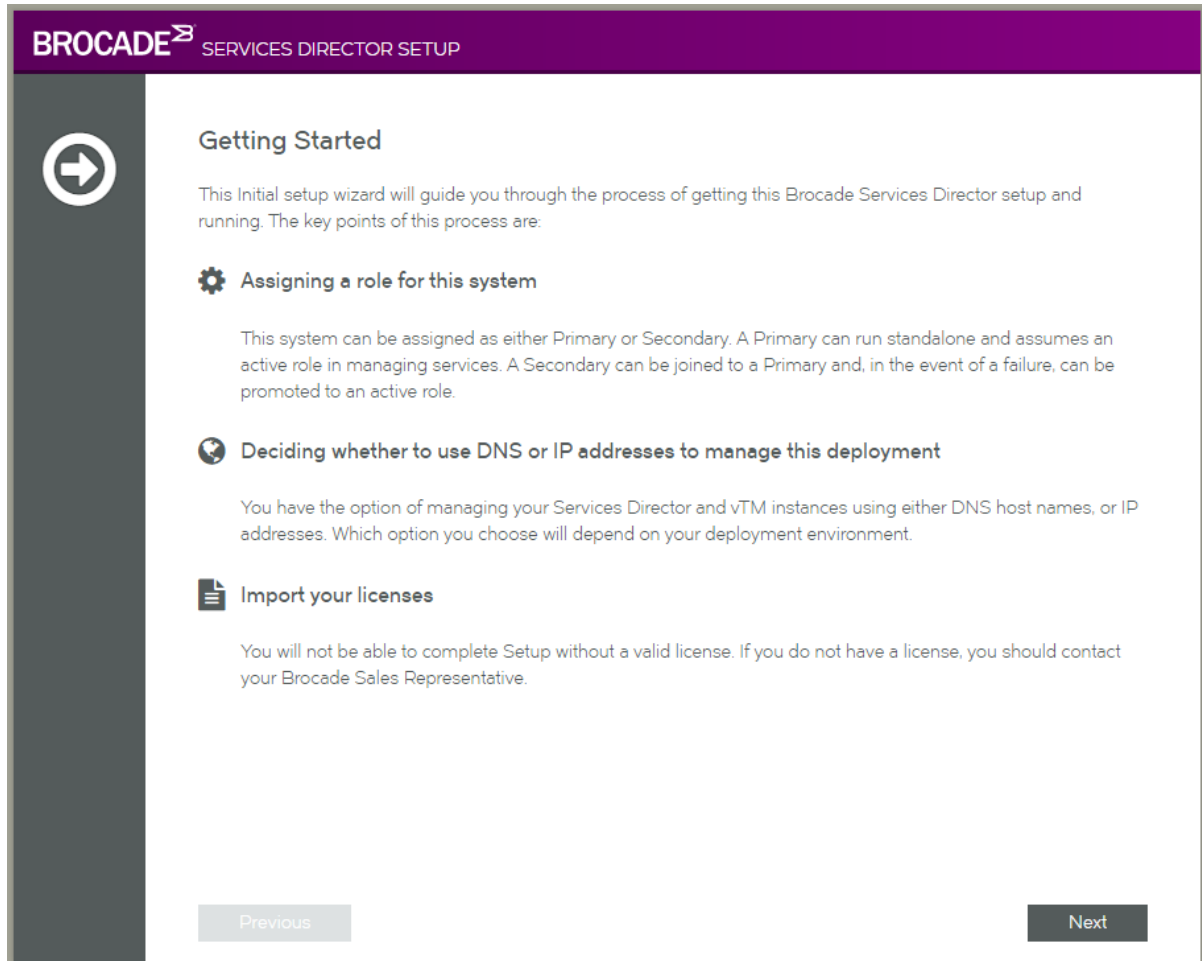 BROCADE SERVICES DIRECTOR SETUP
Getting Started
This Initial setup wizard will guide you through the process of getting this Brocade Services Director setup and
running. The key points of this process are:
Assigning a role for this system
This system can be assigned as either Primary or Secondary. A Primary can run standalone and assumes an
active role in managing services. A Secondary can be joined to a Primary and, in the event of a failure, can be
promoted to an active role.
Deciding whether to use DNS or IP addresses to manage this deployment
You have the option of managing your Services Director and vTM instances using either DNS host names, or IP
addresses. Which option you choose will depend on your deployment environment.
Import your licenses
You will not be able to complete Setup without a valid license. If you do not have a license, you should contact
your Brocade Sales Representative.
Previous Next